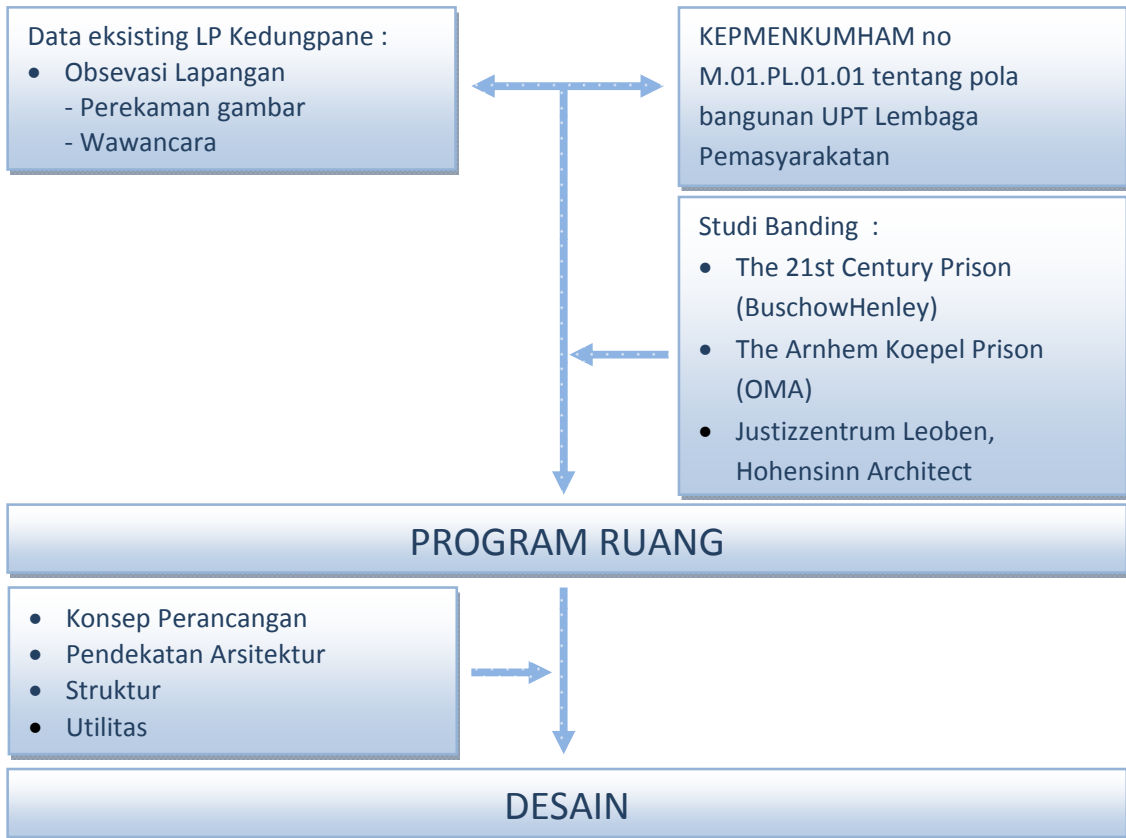 Data eksisting LP Kedungpane :
• Obsevasi Lapangan
- Perekaman gambar
- Wawancara
KEPMENKUMHAM no
M.01.PL.01.01 tentang pola
bangunan UPT Lembaga
Pemasyarakatan
Studi Banding :
• The 21st Century Prison
(BuschowHenley)
• The Arnhem Koepel Prison
(OMA)
• Justizzentrum Leoben,
Hohensinn Architect
PROGRAM RUANG
• Konsep Perancangan
• Pendekatan Arsitektur
• Struktur
• Utilitas
DESAIN